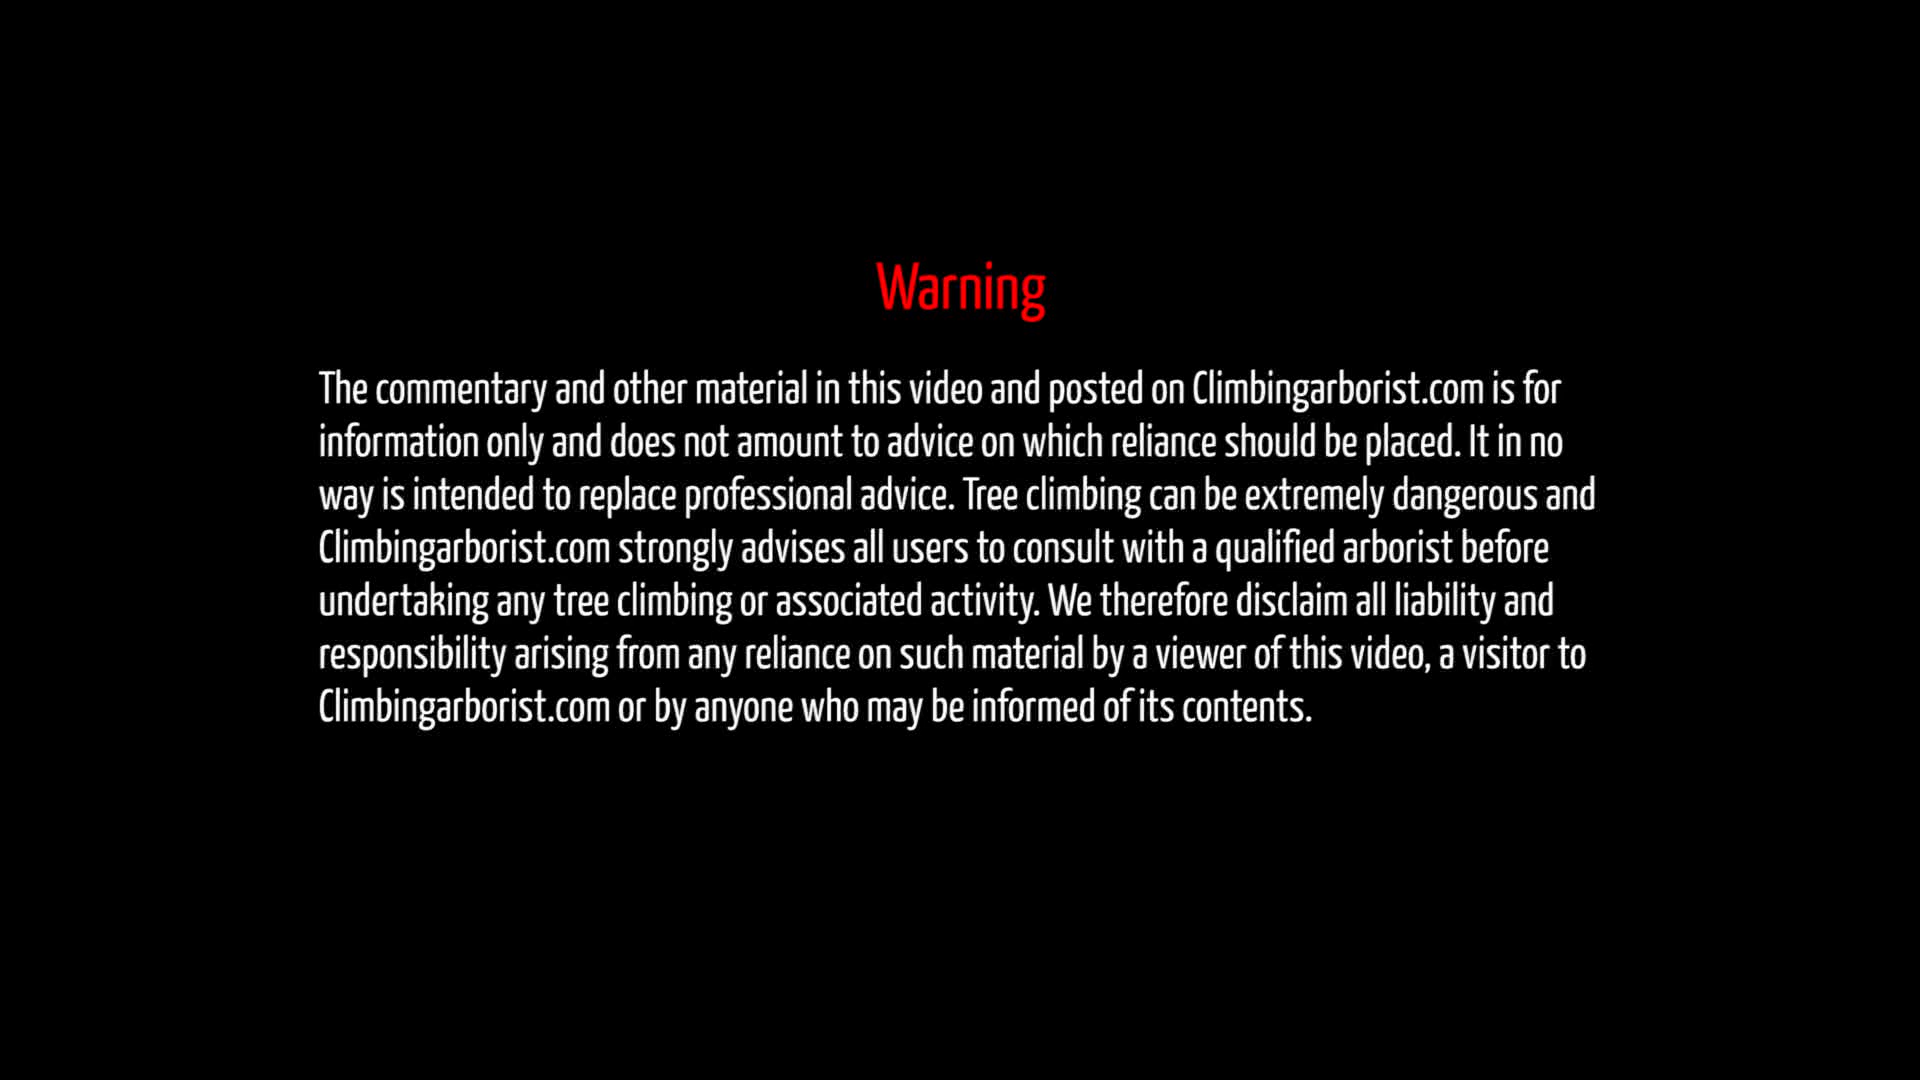 Warning
The commentary and other material in this video and posted on Climbingarborist.com is for
information only and does not amount to advice on which reliance should be placed. It in no
way is intended to replace professional advice. Tree climbing can be extremely dangerous and
Climbingarborist.com strongly advises all users to consult with a qualified arborist before
undertaking any tree climbing or associated activity. We therefore disclaim all liability and
responsibility arising from any reliance on such material by a viewer of this video, a visitor to
Climbingarborist.com or by anyone who may be informed of its contents.